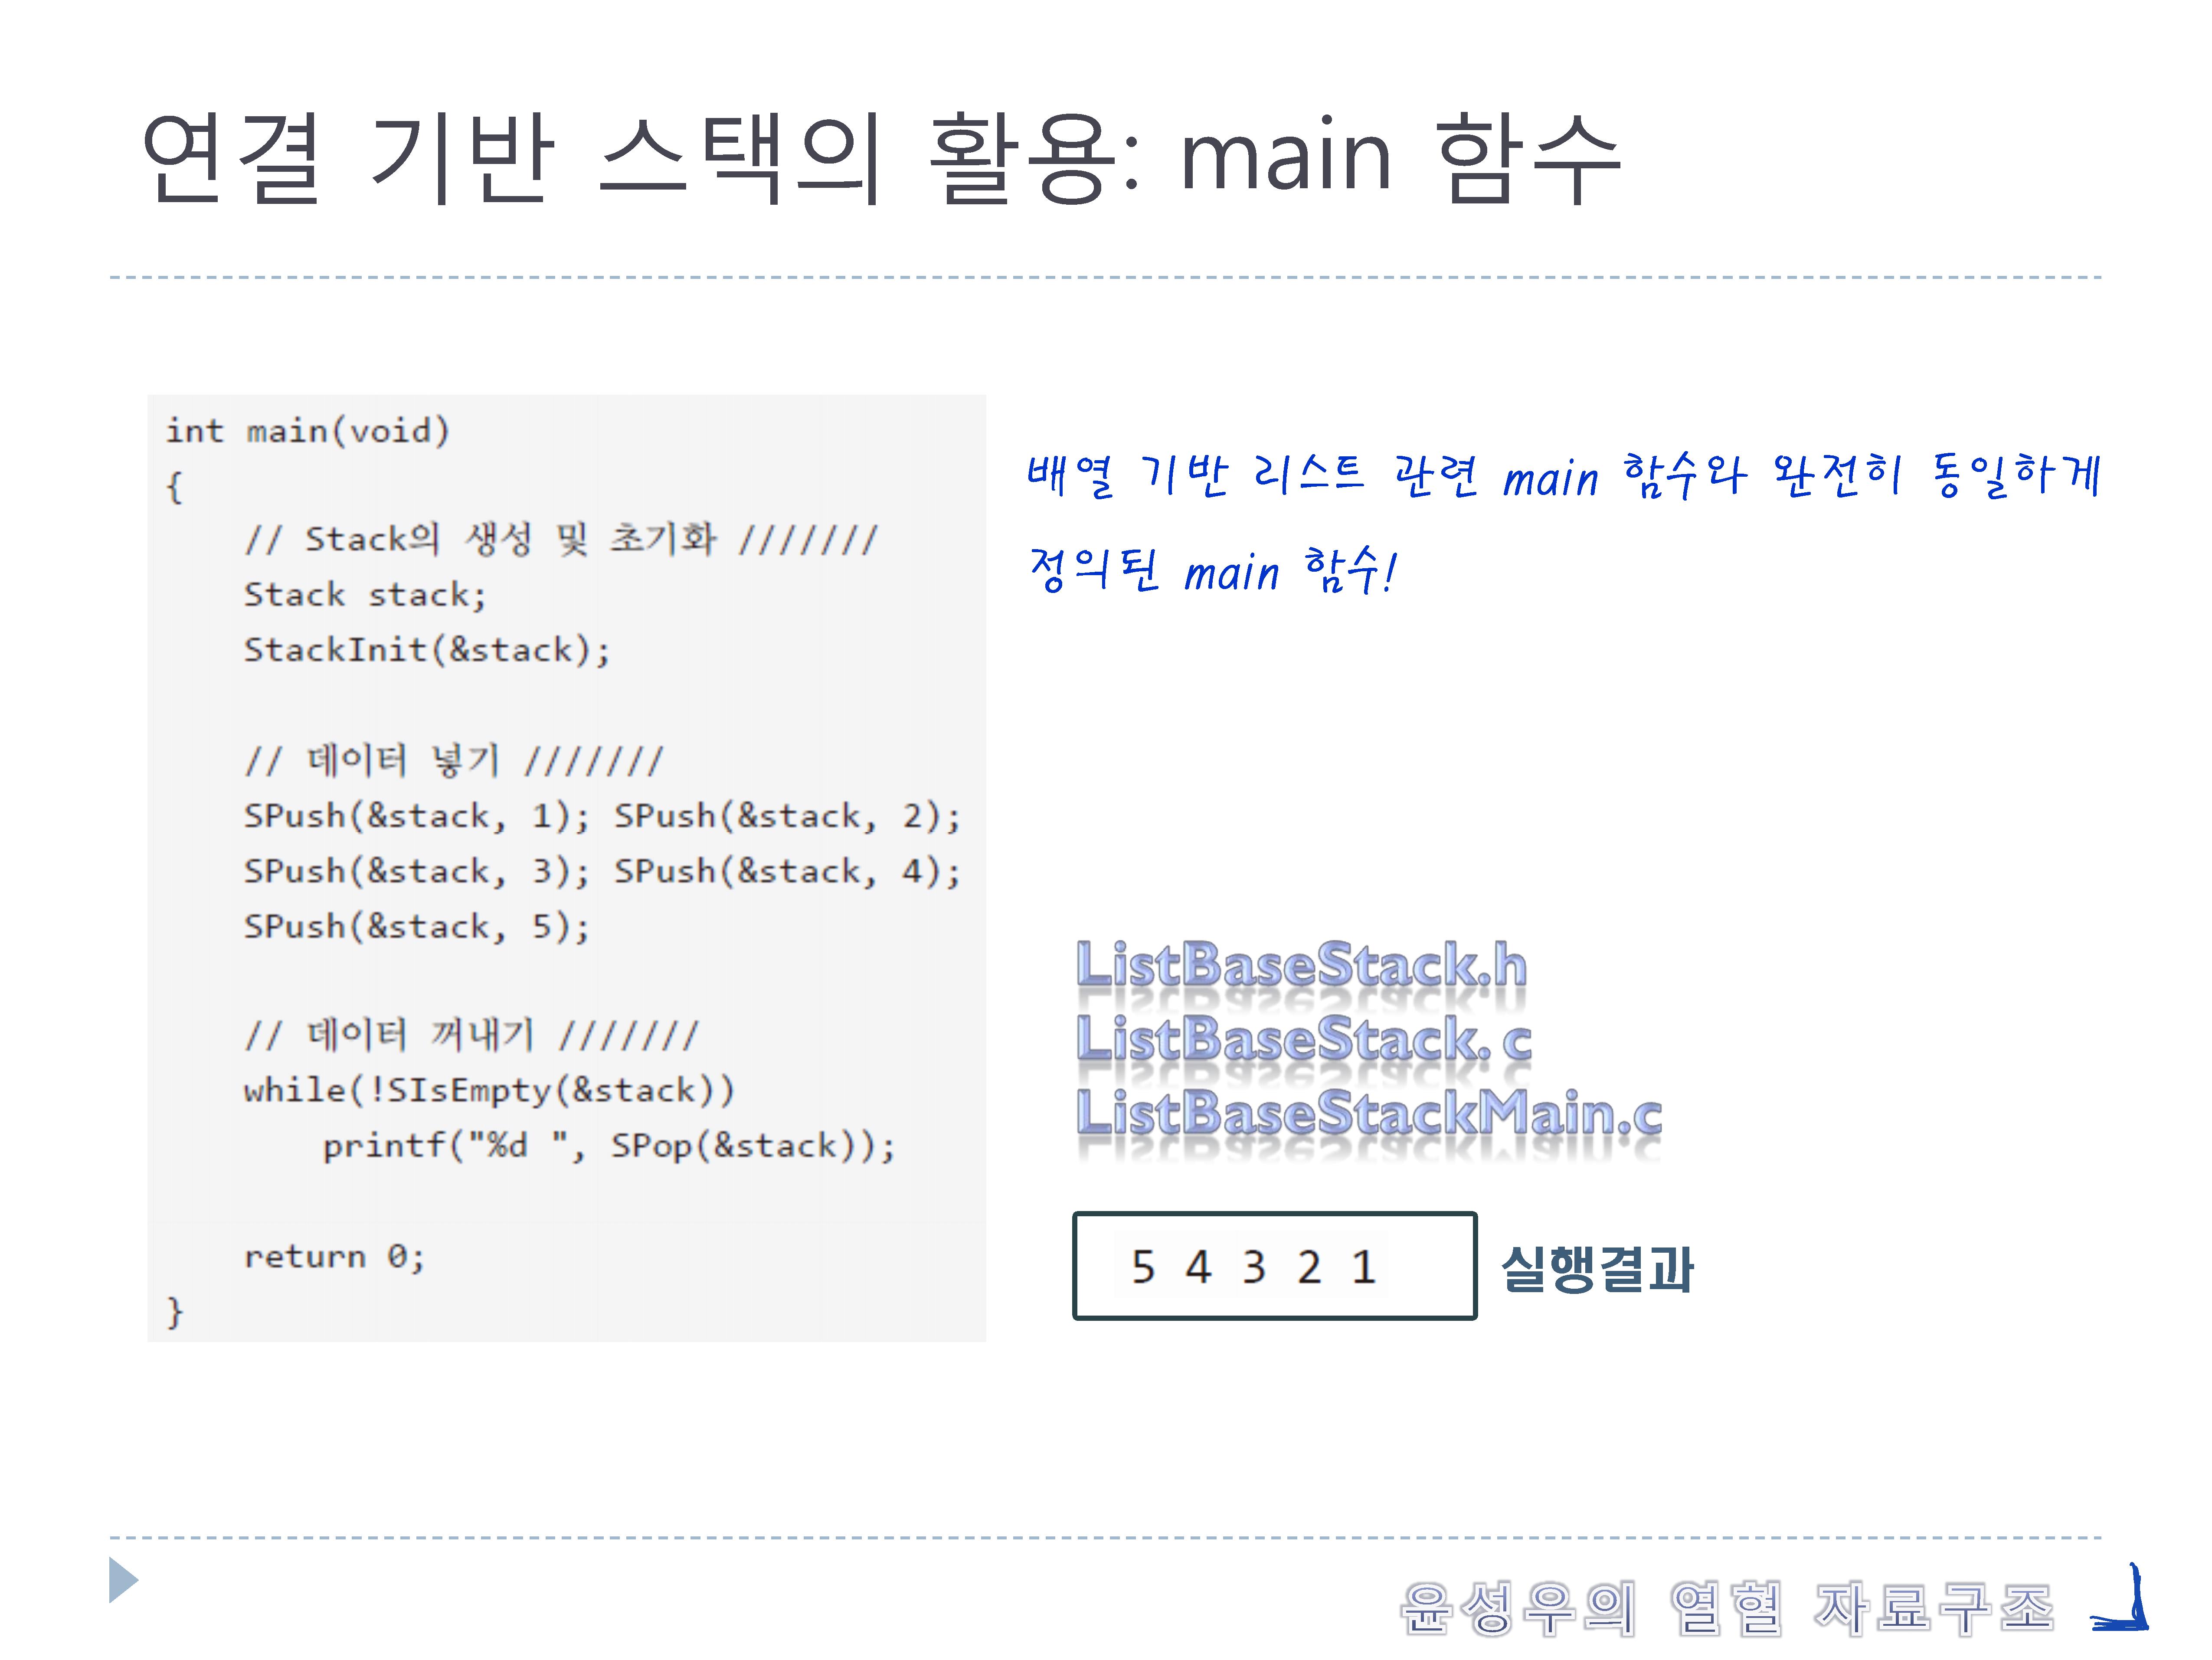 연결 기반 스택의 활용: main 함수
int main(void)
{
// Stack의 생성 및 초기화 ///////
Stack stack;
StackInit(&stack);
// 데이터 넣기 ///////
SPush(&stack, 1); SPush(&stack, 2);
SPush(&stack, 3); SPush(&stack, 4);
SPush(&stack, 5);
// 데이터 꺼내기 ///////
while(!SIsEmpty(&stack))
printf("%d ", SPop(&stack));
return 0;
}
배열 기반 리스트 관련 main 함수와 완전히 동일하게
정의된 main 함수!
ListBaseStack.h
ListBaseStack. c
ListBaseStackMain.c
5 4 3 2 1
실행결과
윤성우의 열혈 자료구조